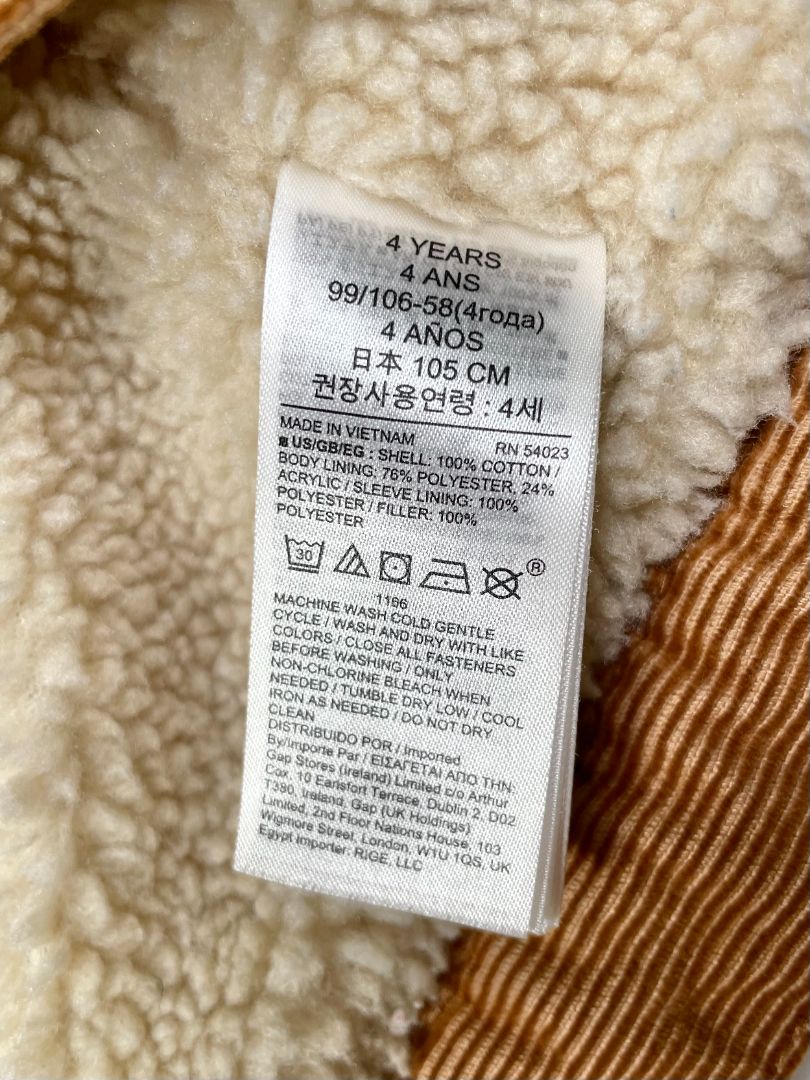 4 YEARS
4 ANS
99/106-58(4года)
4 AÑOS
日本 105 CM
권장사용연령 : 4세
MADE IN VIETNAM RN 54023
US/GB/EG : SHELL: 100% COTTON /
BODY LINING: 76% POLYESTER, 24%
ACRYLIC / SLEEVE LINING: 100%
POLYESTER / FILLER: 100%
POLYESTER
30 ®
1166
MACHINE WASH COLD GENTLE
CYCLE / WASH AND DRY WITH LIKE
COLORS / CLOSE ALL FASTENERS
BEFORE WASHING / ONLY
NON-CHLORINE BLEACH WHEN
NEEDED / TUMBLE DRY LOW / COOL
IRON AS NEEDED / DO NOT DRY
CLEAN
DISTRIBUIDO POR / Imported
By/Importe Par / ΕΙΣΑΓΕΤΑΙ ΑΠΟ ΤΗΝ:
Gap Stores (Ireland) Limited c/o Arthur
Cox, 10 Earlsfort Terrace, Dublin 2, D02
T380, Ireland, Gap (UK Holdings)
Limited, 2nd Floor Nations House, 103
Wigmore Street, London, W1U 1QS, UK
Egypt importer: RIGE, LLC